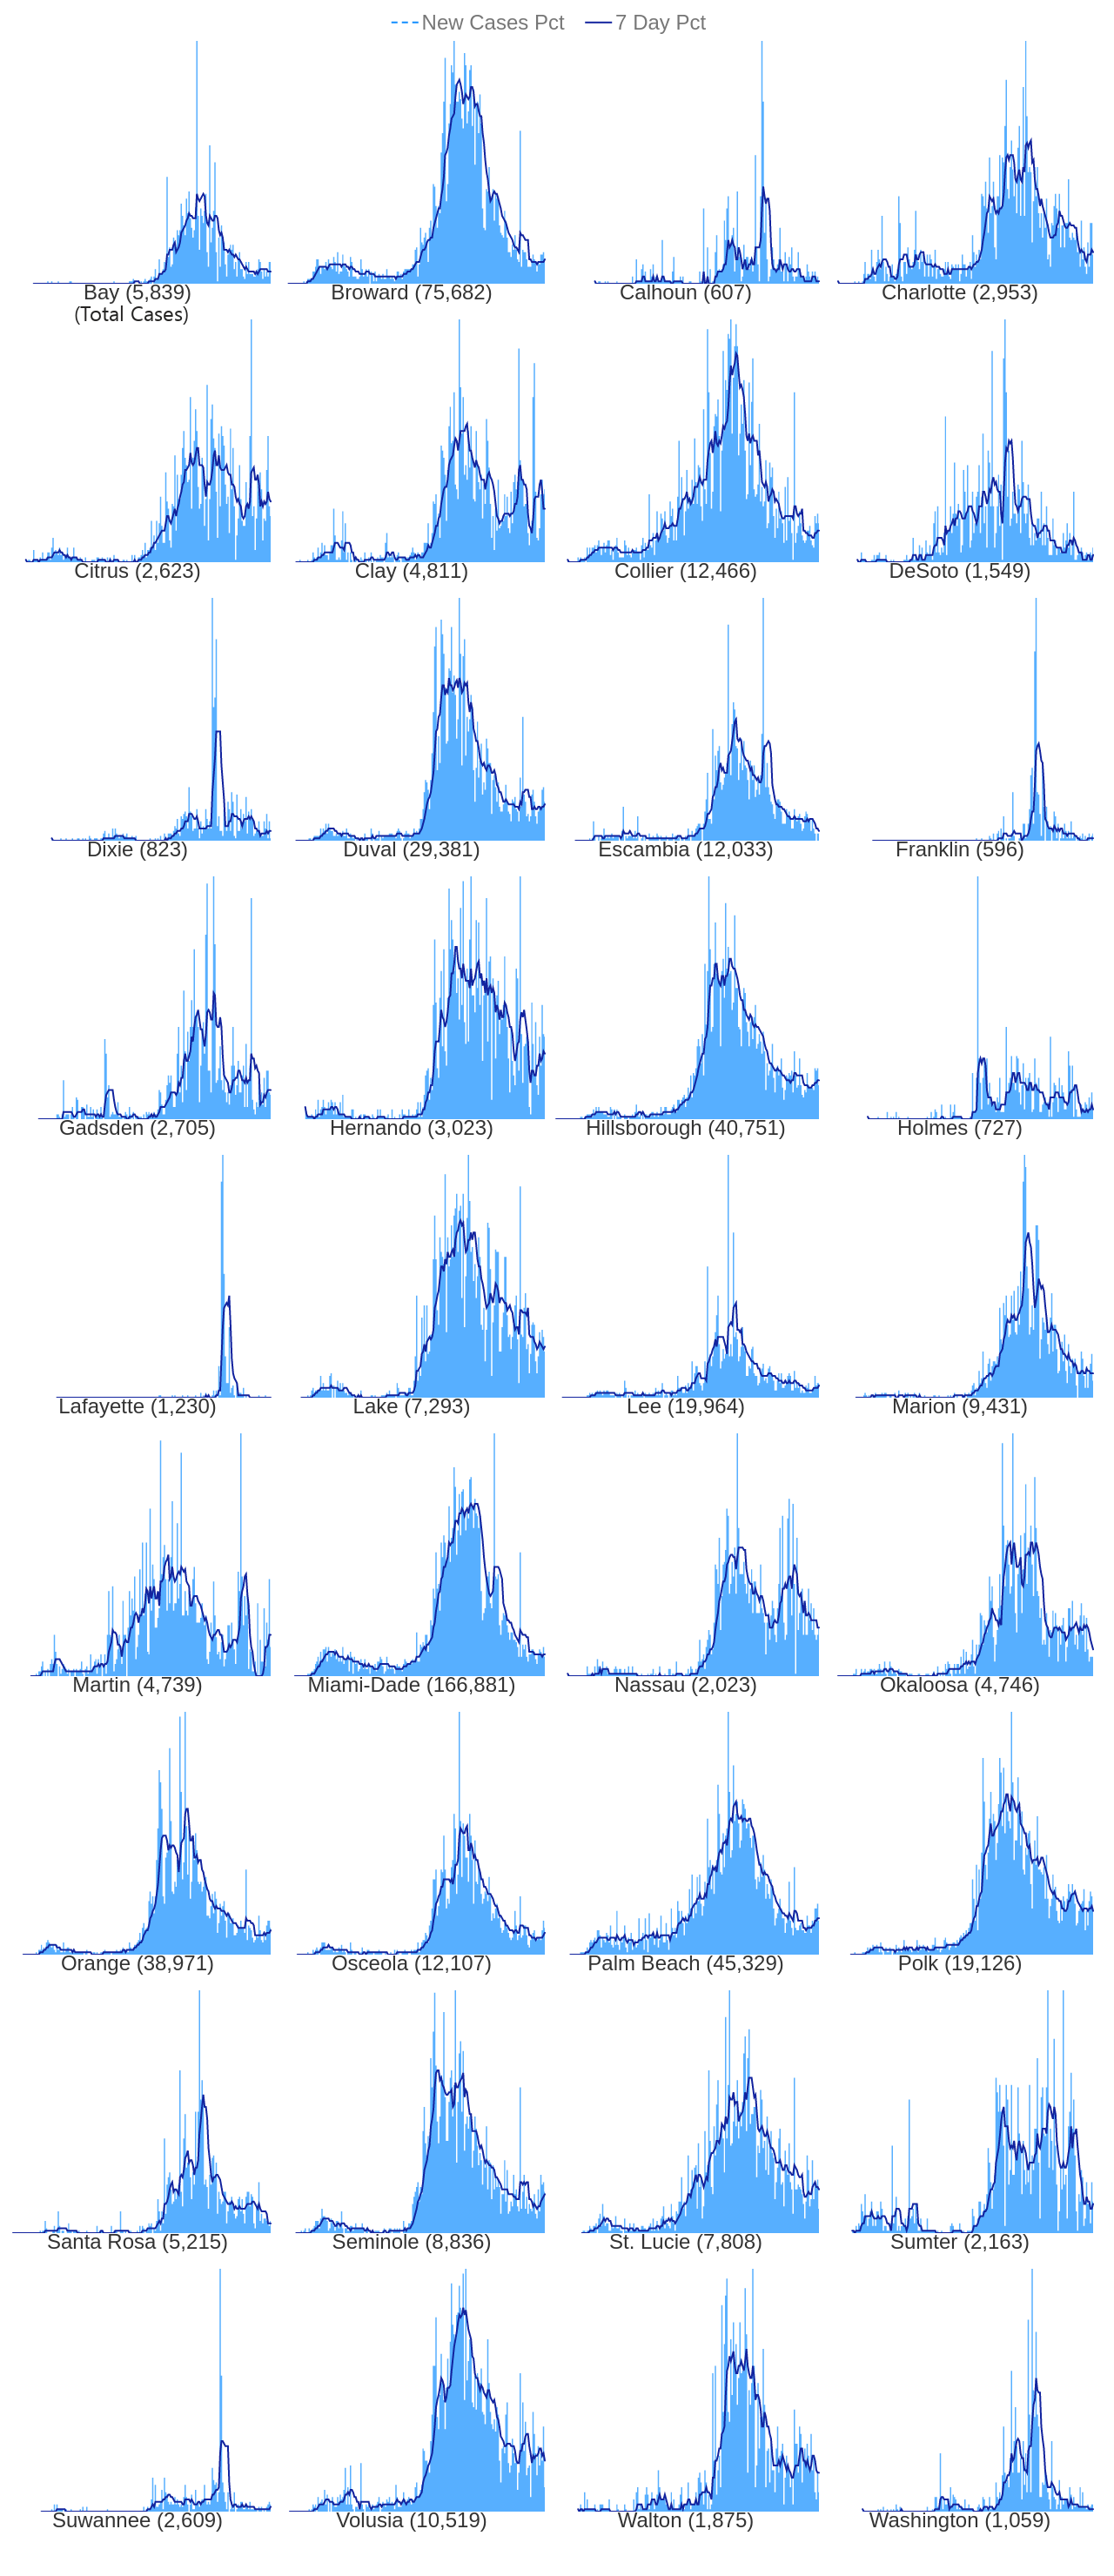 New Cases Pct 7 Day Pct
Bay (5,839) Broward (75,682) Calhoun (607) Charlotte (2,953)
(Total Cases)
Citrus (2,623) Clay (4,811) Collier (12,466) DeSoto (1,549)
Dixie (823) Duval (29,381) Escambia (12,033) Franklin (596)
Gadsden (2,705) Hernando (3,023) Hillsborough (40,751) Holmes (727)
Lafayette (1,230) Lake (7,293) Lee (19,964) Marion (9,431)
Martin (4,739) Miami-Dade (166,881) Nassau (2,023) Okaloosa (4,746)
Orange (38,971) Osceola (12,107) Palm Beach (45,329) Polk (19,126)
Santa Rosa (5,215) Seminole (8,836) St. Lucie (7,808) Sumter (2,163)
Suwannee (2,609) Volusia (10,519) Walton (1,875) Washington (1,059)